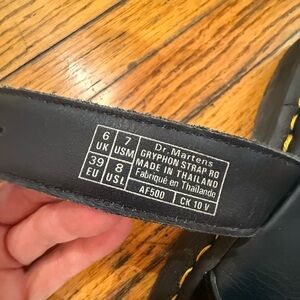 6 UK 7 USM
39 EU 8 USL
Dr. Martens
GRYPHON STRAP RO
MADE IN THAILAND
Fabriqué en Thaïlande
AF500 CK 10 V